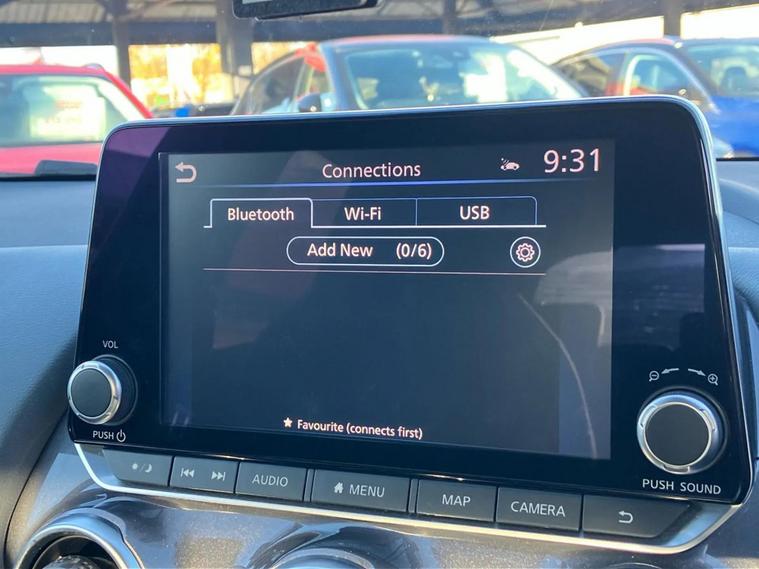 Connections
9:31
Bluetooth
Wi-Fi
USB
Add New (0/6)
★ Favourite (connects first)
VOL
PUSH
PUSH SOUND
AUDIO
MENU
MAP
CAMERA